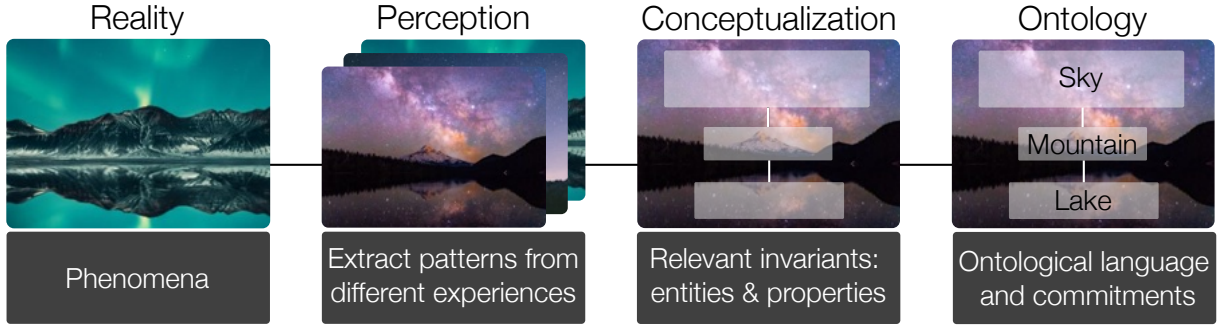 Reality
Perception
Conceptualization
Ontology
Sky
Mountain
Lake
Phenomena
Extract patterns from
different experiences
Relevant invariants:
entities & properties
Ontological language
and commitments